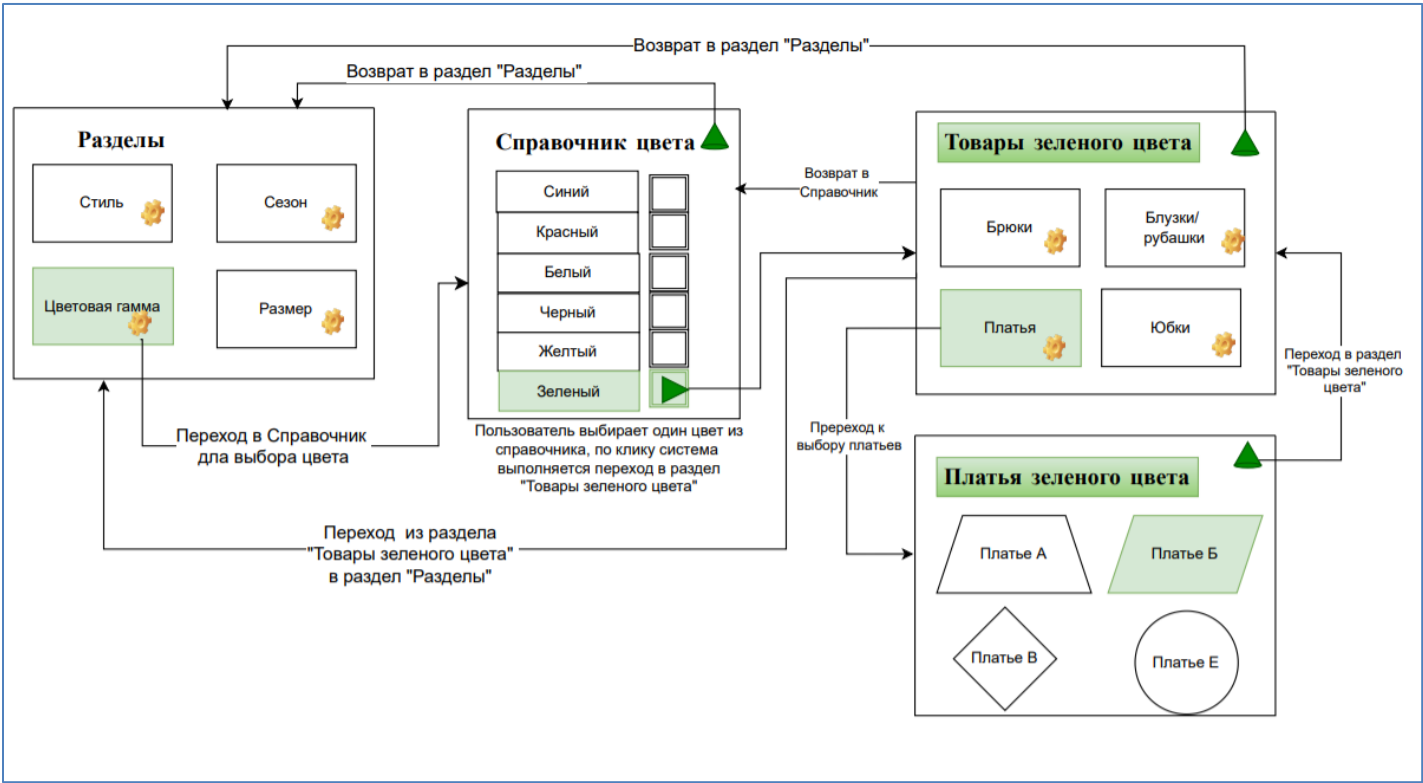 Возврат в раздел "Разделы"
Возврат в раздел "Разделы"
Разделы
Стиль
Сезон
Цветовая гамма
Размер
Переход в Справочник
дла выбора цвета
Справочник цвета
Синий
Красный
Белый
Черный
Желтый
Зеленый
Пользователь выбирает один цвет из
справочника, по клику система
выполняется переход в раздел
"Товары зеленого цвета"
Переход из раздела
"Товары зеленого цвета"
в раздел "Разделы"
Возврат в
Справочник
Товары зеленого цвета
Брюки
Блузки/
рубашки
Платья
Юбки
Пререход к
выбору платьев
Переход в раздел
"Товары зеленого
цвета"
Платья зеленого цвета
Платье А
Платье Б
Платье В
Платье Е